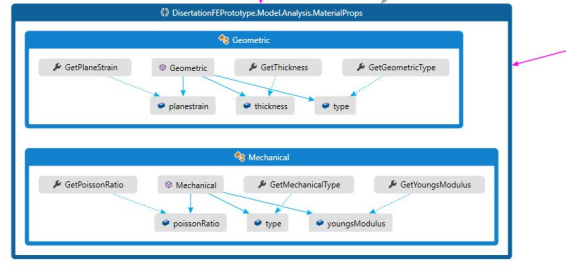 {} DisertationFEPrototype.Model.Analysis.MaterialProps
Geometric
GetPlaneStrain Geometric GetThickness GetGeometricType
planestrain thickness type
Mechanical
GetPoissonRatio Mechanical GetMechanicalType GetYoungsModulus
poissonRatio type youngsModulus